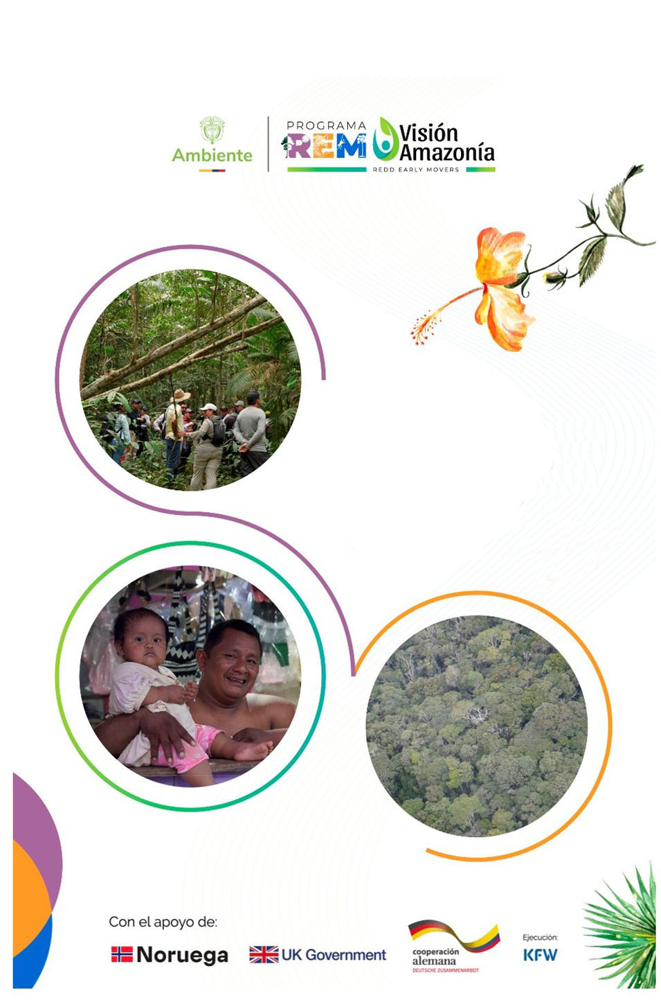 Ambiente
PROGRAMA
REM
Visión
Amazonía
REDD EARLY MOVERS
Con el apoyo de:
Noruega
UK Government
cooperación
alemana
DEUTSCHE ZUSAMMENARBEIT
Ejecución:
KFW